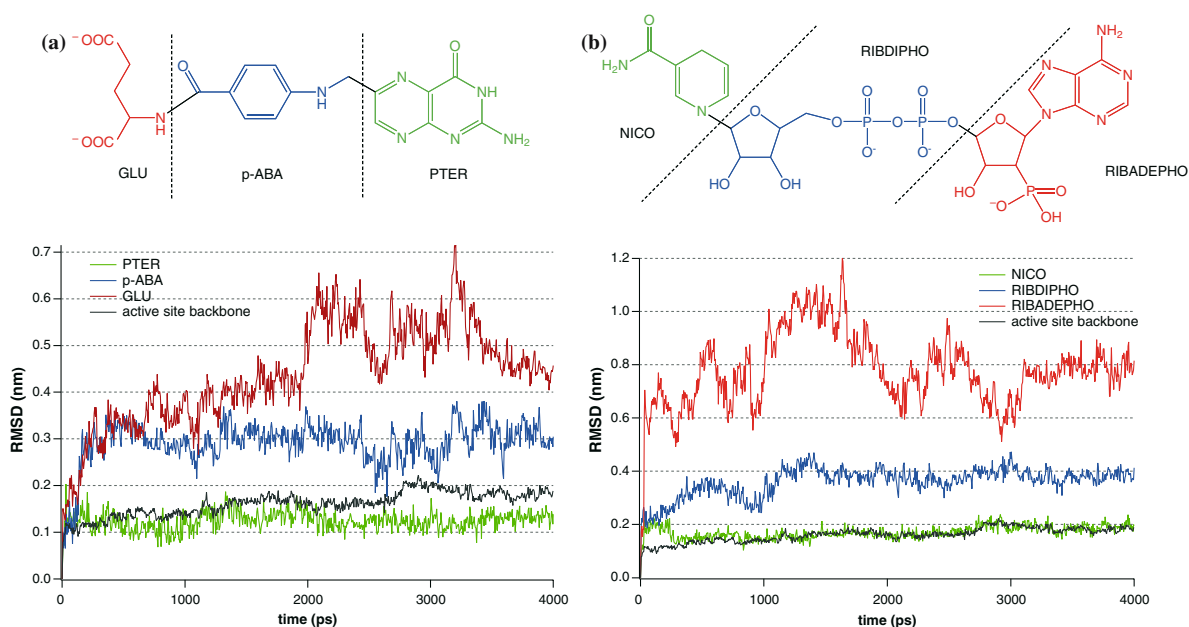 (a)
⁻OOC
⁻OOC
O
N
H
N
H
N
N
O
NH
N
NH₂
GLU
p-ABA
PTER
(b)
O
H₂N
N
NICO
RIBDIPHO
O
HO
OH
O
O
P
O⁻
O
O
P
O⁻
O
O
HO
P
O
⁻O
OH
NH₂
N
N
N
N
RIBADEPHO
0.7
0.6
0.5
0.4
0.3
0.2
0.1
0.0
RMSD (nm)
PTER
p-ABA
GLU
active site backbone
0
1000
2000
3000
4000
time (ps)
1.2
1.0
0.8
0.6
0.4
0.2
0.0
RMSD (nm)
NICO
RIBDIPHO
RIBADEPHO
active site backbone
0
1000
2000
3000
4000
time (ps)